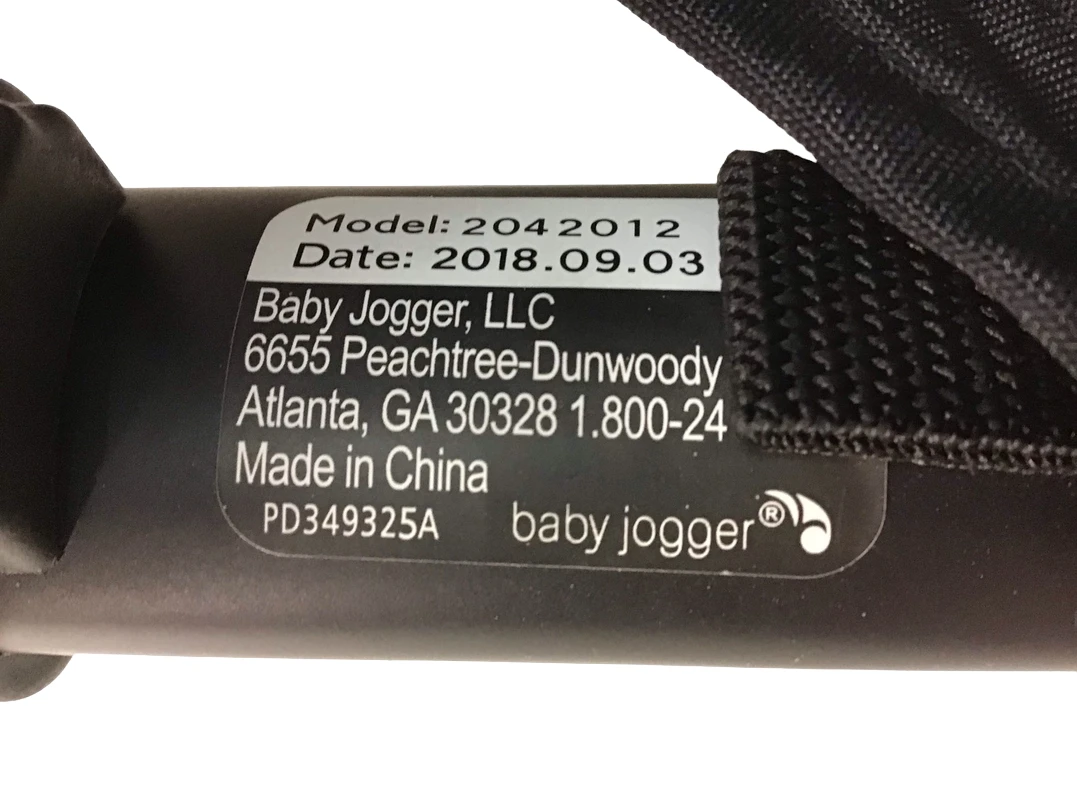 Model: 2042012
Date: 2018.09.03
Baby Jogger, LLC
6655 Peachtree-Dunwoody
Atlanta, GA 30328 1.800-24
Made in China
PD349325A
baby jogger®